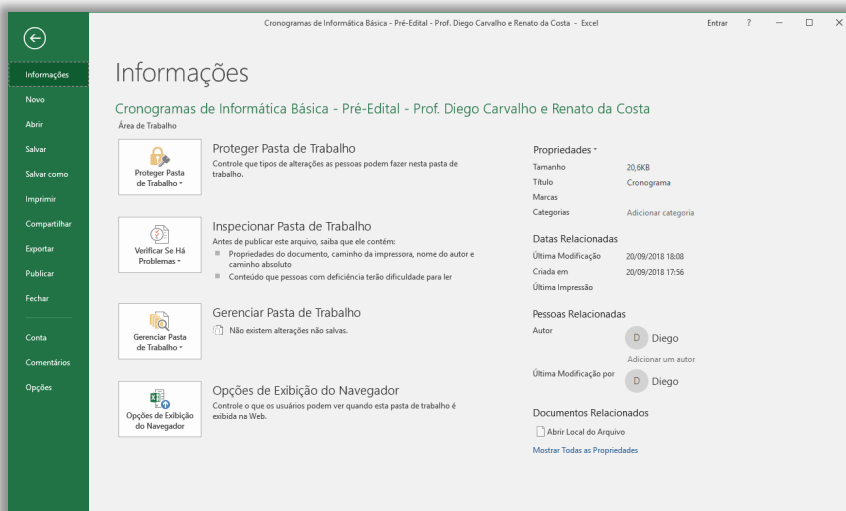 Cronogramas de Informática Básica - Pré-Edital - Prof. Diego Carvalho e Renato da Costa - Excel
Entrar
?
Informações
Novo
Abrir
Salvar
Salvar como
Imprimir
Compartilhar
Exportar
Publicar
Fechar
Conta
Comentários
Opções
Informações
Cronogramas de Informática Básica - Pré-Edital - Prof. Diego Carvalho e Renato da Costa
Área de Trabalho
Proteger Pasta
de Trabalho
Proteger Pasta de Trabalho
Controle que tipos de alterações as pessoas podem fazer nesta pasta de
trabalho.
Verificar Se Há
Problemas
Inspecionar Pasta de Trabalho
Antes de publicar este arquivo, saiba que ele contém:
Propriedades do documento, caminho da impressora, nome do autor e
caminho absoluto
Conteúdo que pessoas com deficiência terão dificuldade para ler
Gerenciar Pasta
de Trabalho
Gerenciar Pasta de Trabalho
Não existem alterações não salvas.
Opções de Exibição
do Navegador
Opções de Exibição do Navegador
Controle o que os usuários podem ver quando esta pasta de trabalho é
exibida na Web.
Propriedades
Tamanho 20,6KB
Título Cronograma
Marcas
Categorias Adicionar categoria
Datas Relacionadas
Última Modificação 20/09/2018 18:08
Criada em 20/09/2018 17:56
Última Impressão
Pessoas Relacionadas
Autor
D Diego
Adicionar um autor
Última Modificação por
D Diego
Documentos Relacionados
Abrir Local do Arquivo
Mostrar Todas as Propriedades